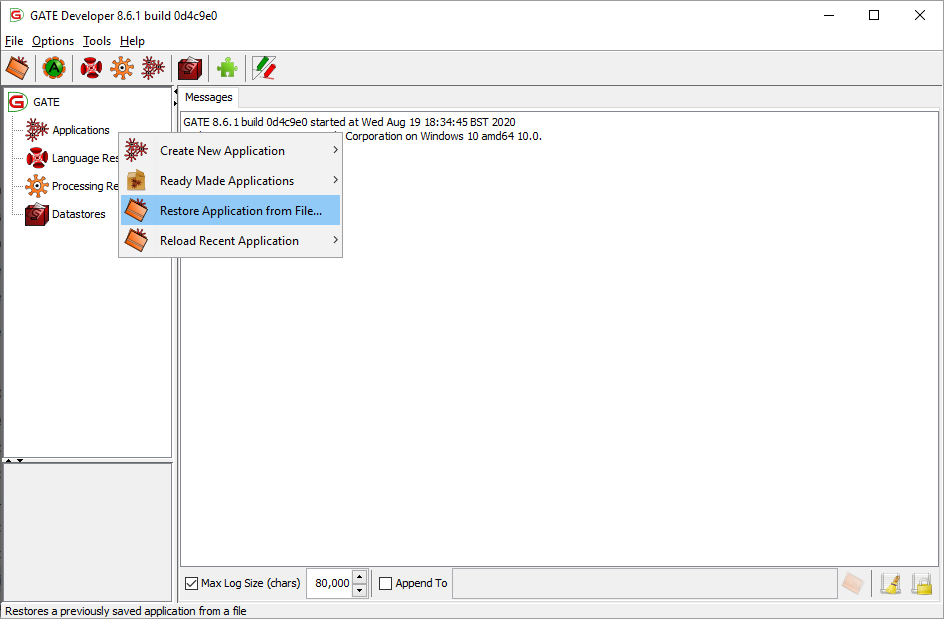 GATE Developer 8.6.1 build 0d4c9e0
File Options Tools Help
GATE
Applications
Language Res
Processing Re
Datastores
Create New Application
Ready Made Applications
Restore Application from File...
Reload Recent Application
Messages
GATE 8.6.1 build 0d4c9e0 started at Wed Aug 19 18:34:45 BST 2020
Corporation on Windows 10 amd64 10.0.
Max Log Size (chars) 80,000 Append To
Restores a previously saved application from a file